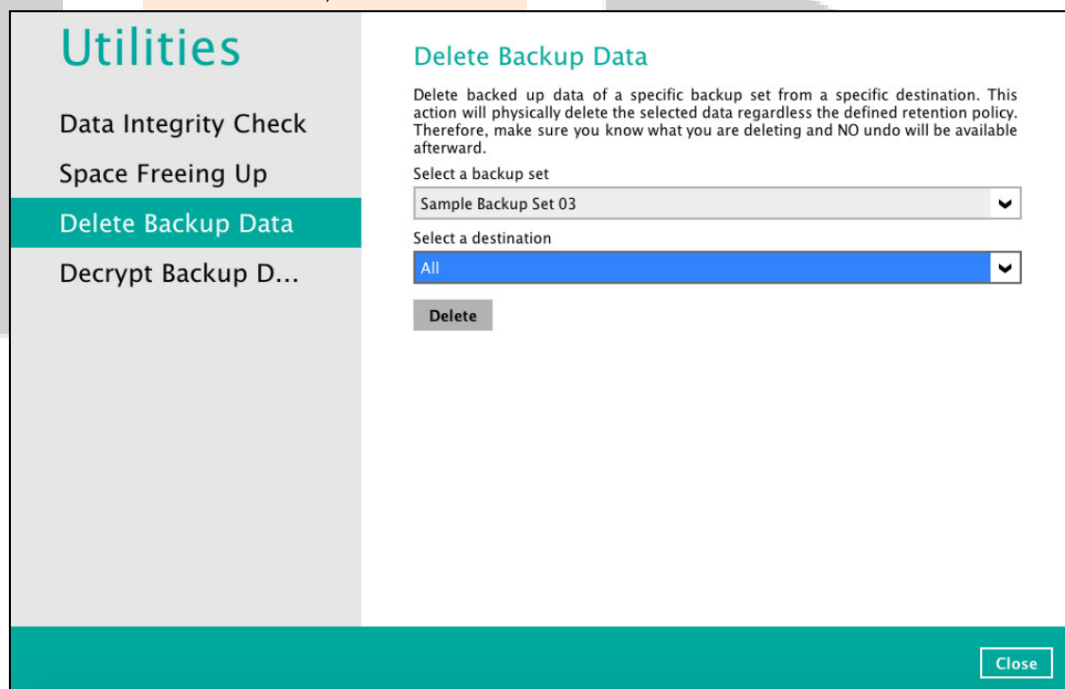 Utilities
Data Integrity Check
Space Freeing Up
Delete Backup Data
Decrypt Backup D...
Delete Backup Data
Delete backed up data of a specific backup set from a specific destination. This
action will physically delete the selected data regardless the defined retention policy.
Therefore, make sure you know what you are deleting and NO undo will be available
afterward.
Select a backup set
Sample Backup Set 03
Select a destination
All
Delete
Close